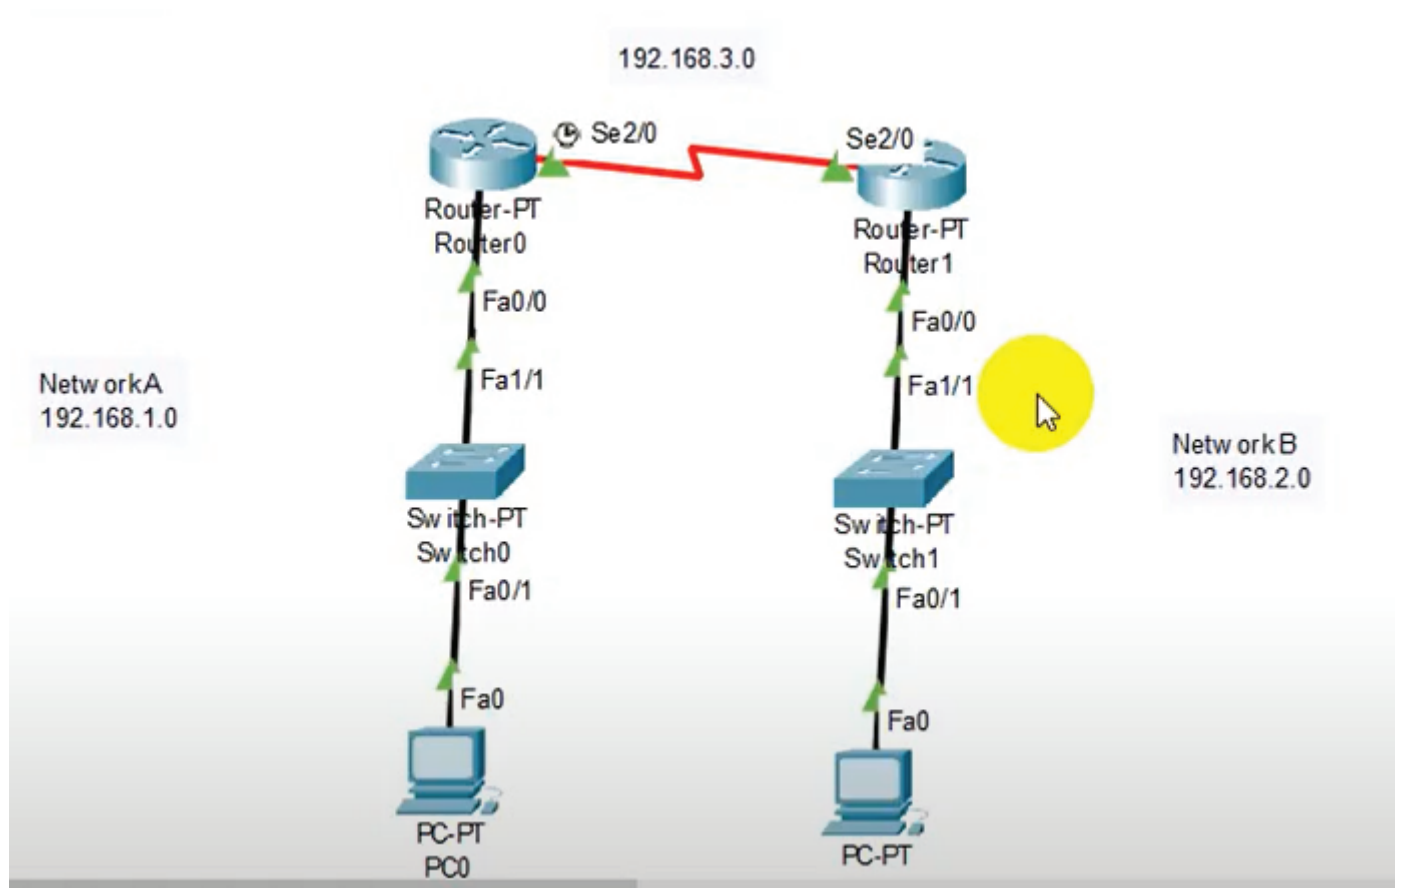 192.168.3.0
Se2/0
Se2/0
Router-PT
Router0
Router-PT
Router1
Fa0/0
Fa0/0
Fa1/1
Fa1/1
NetworkA
192.168.1.0
NetworkB
192.168.2.0
Switch-PT
Switch0
Switch-PT
Switch1
Fa0/1
Fa0/1
Fa0
Fa0
PC-PT
PC0
PC-PT